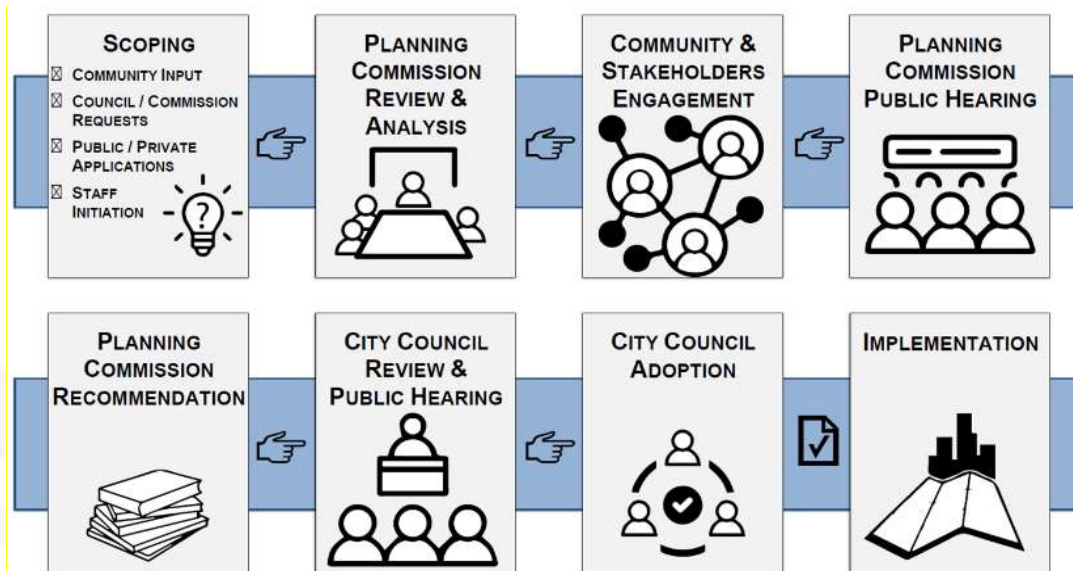 SCOPING
COMMUNITY INPUT
COUNCIL / COMMISSION
REQUESTS
PUBLIC / PRIVATE
APPLICATIONS
STAFF
INITIATION
?
PLANNING
COMMISSION
REVIEW &
ANALYSIS
COMMUNITY &
STAKEHOLDERS
ENGAGEMENT
PLANNING
COMMISSION
PUBLIC HEARING
PLANNING
COMMISSION
RECOMMENDATION
CITY COUNCIL
REVIEW &
PUBLIC HEARING
CITY COUNCIL
ADOPTION
IMPLEMENTATION